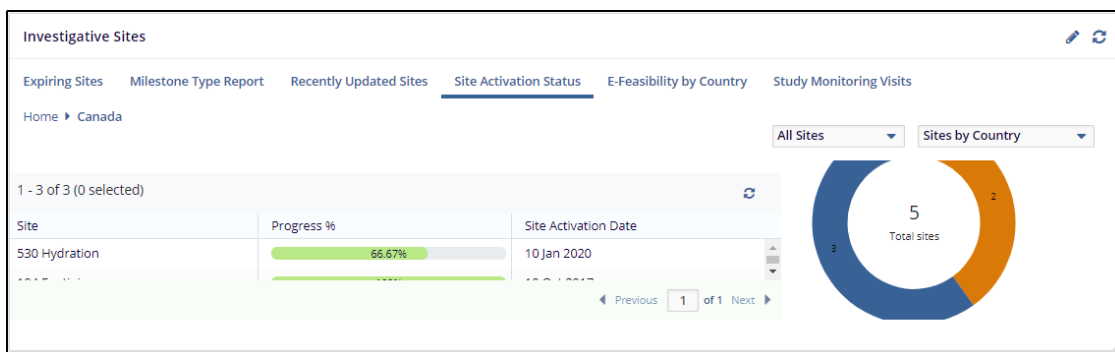 Investigative Sites
Expiring Sites Milestone Type Report Recently Updated Sites Site Activation Status E-Feasibility by Country Study Monitoring Visits
Home Canada
All Sites Sites by Country
1 - 3 of 3 (0 selected)
Site Progress % Site Activation Date
530 Hydration 66.67% 10 Jan 2020
Previous 1 of 1 Next
2
5
Total sites
3